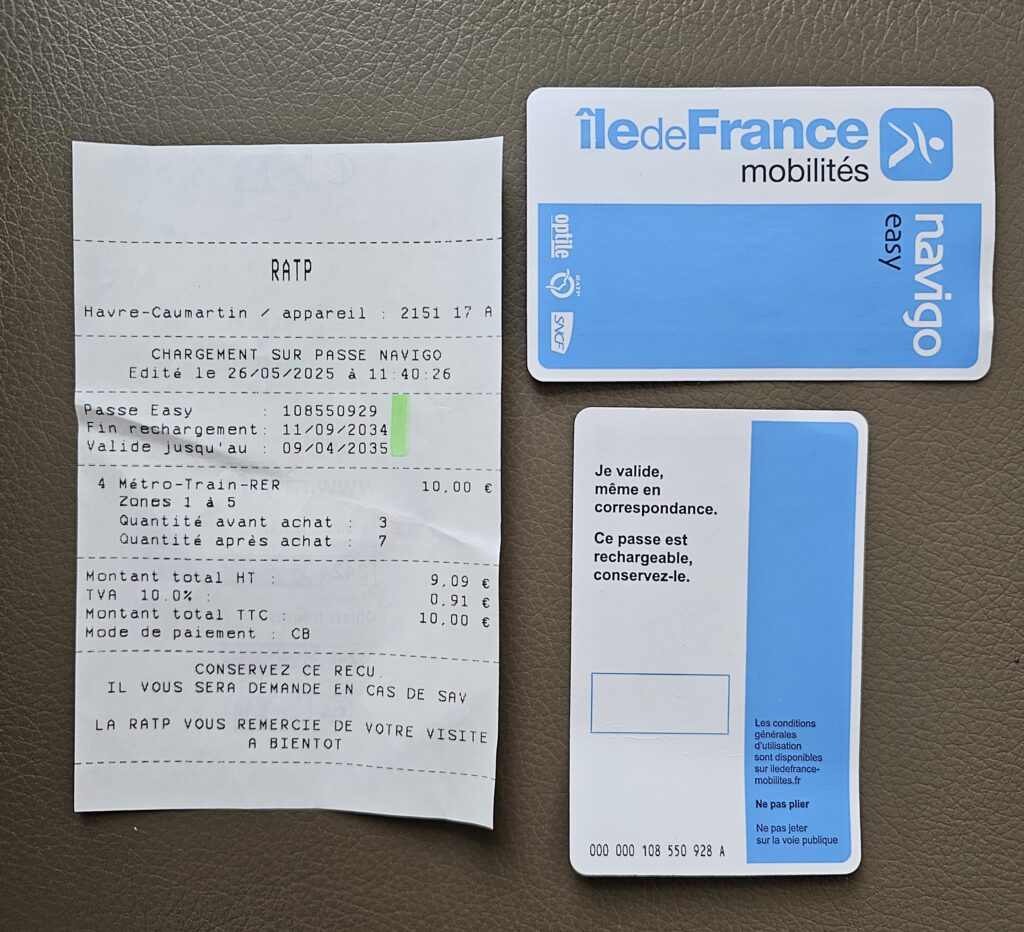 RATP
Havre-Caumartin / appareil : 2151 17 A
CHARGEMENT SUR PASSE NAVIGO
Edité le 26/05/2025 à 11:40:26
Passe Easy : 108550929
Fin rechargement: 11/09/2034
Valide jusqu'au : 09/04/2035
4 Métro-Train-RER 10,00 €
Zones 1 à 5
Quantité avant achat : 3
Quantité après achat : 7
Montant total HT : 9,09 €
TVA 10.0% : 0.91 €
Montant total TTC : 10,00 €
Mode de paiement : CB
CONSERVEZ CE RECU.
IL VOUS SERA DEMANDE EN CAS DE SAV
LA RATP VOUS REMERCIE DE VOTRE VISITE
A BIENTOT
îledeFrance
mobilités
navigo
easy
optile
RATP
SNCF
Je valide,
même en
correspondance.
Ce passe est
rechargeable,
conservez-le.
Les conditions
générales
d'utilisation
sont disponibles
sur iledefrance-
mobilites.fr
Ne pas plier
Ne pas jeter
sur la voie publique
000 000 108 550 928 A